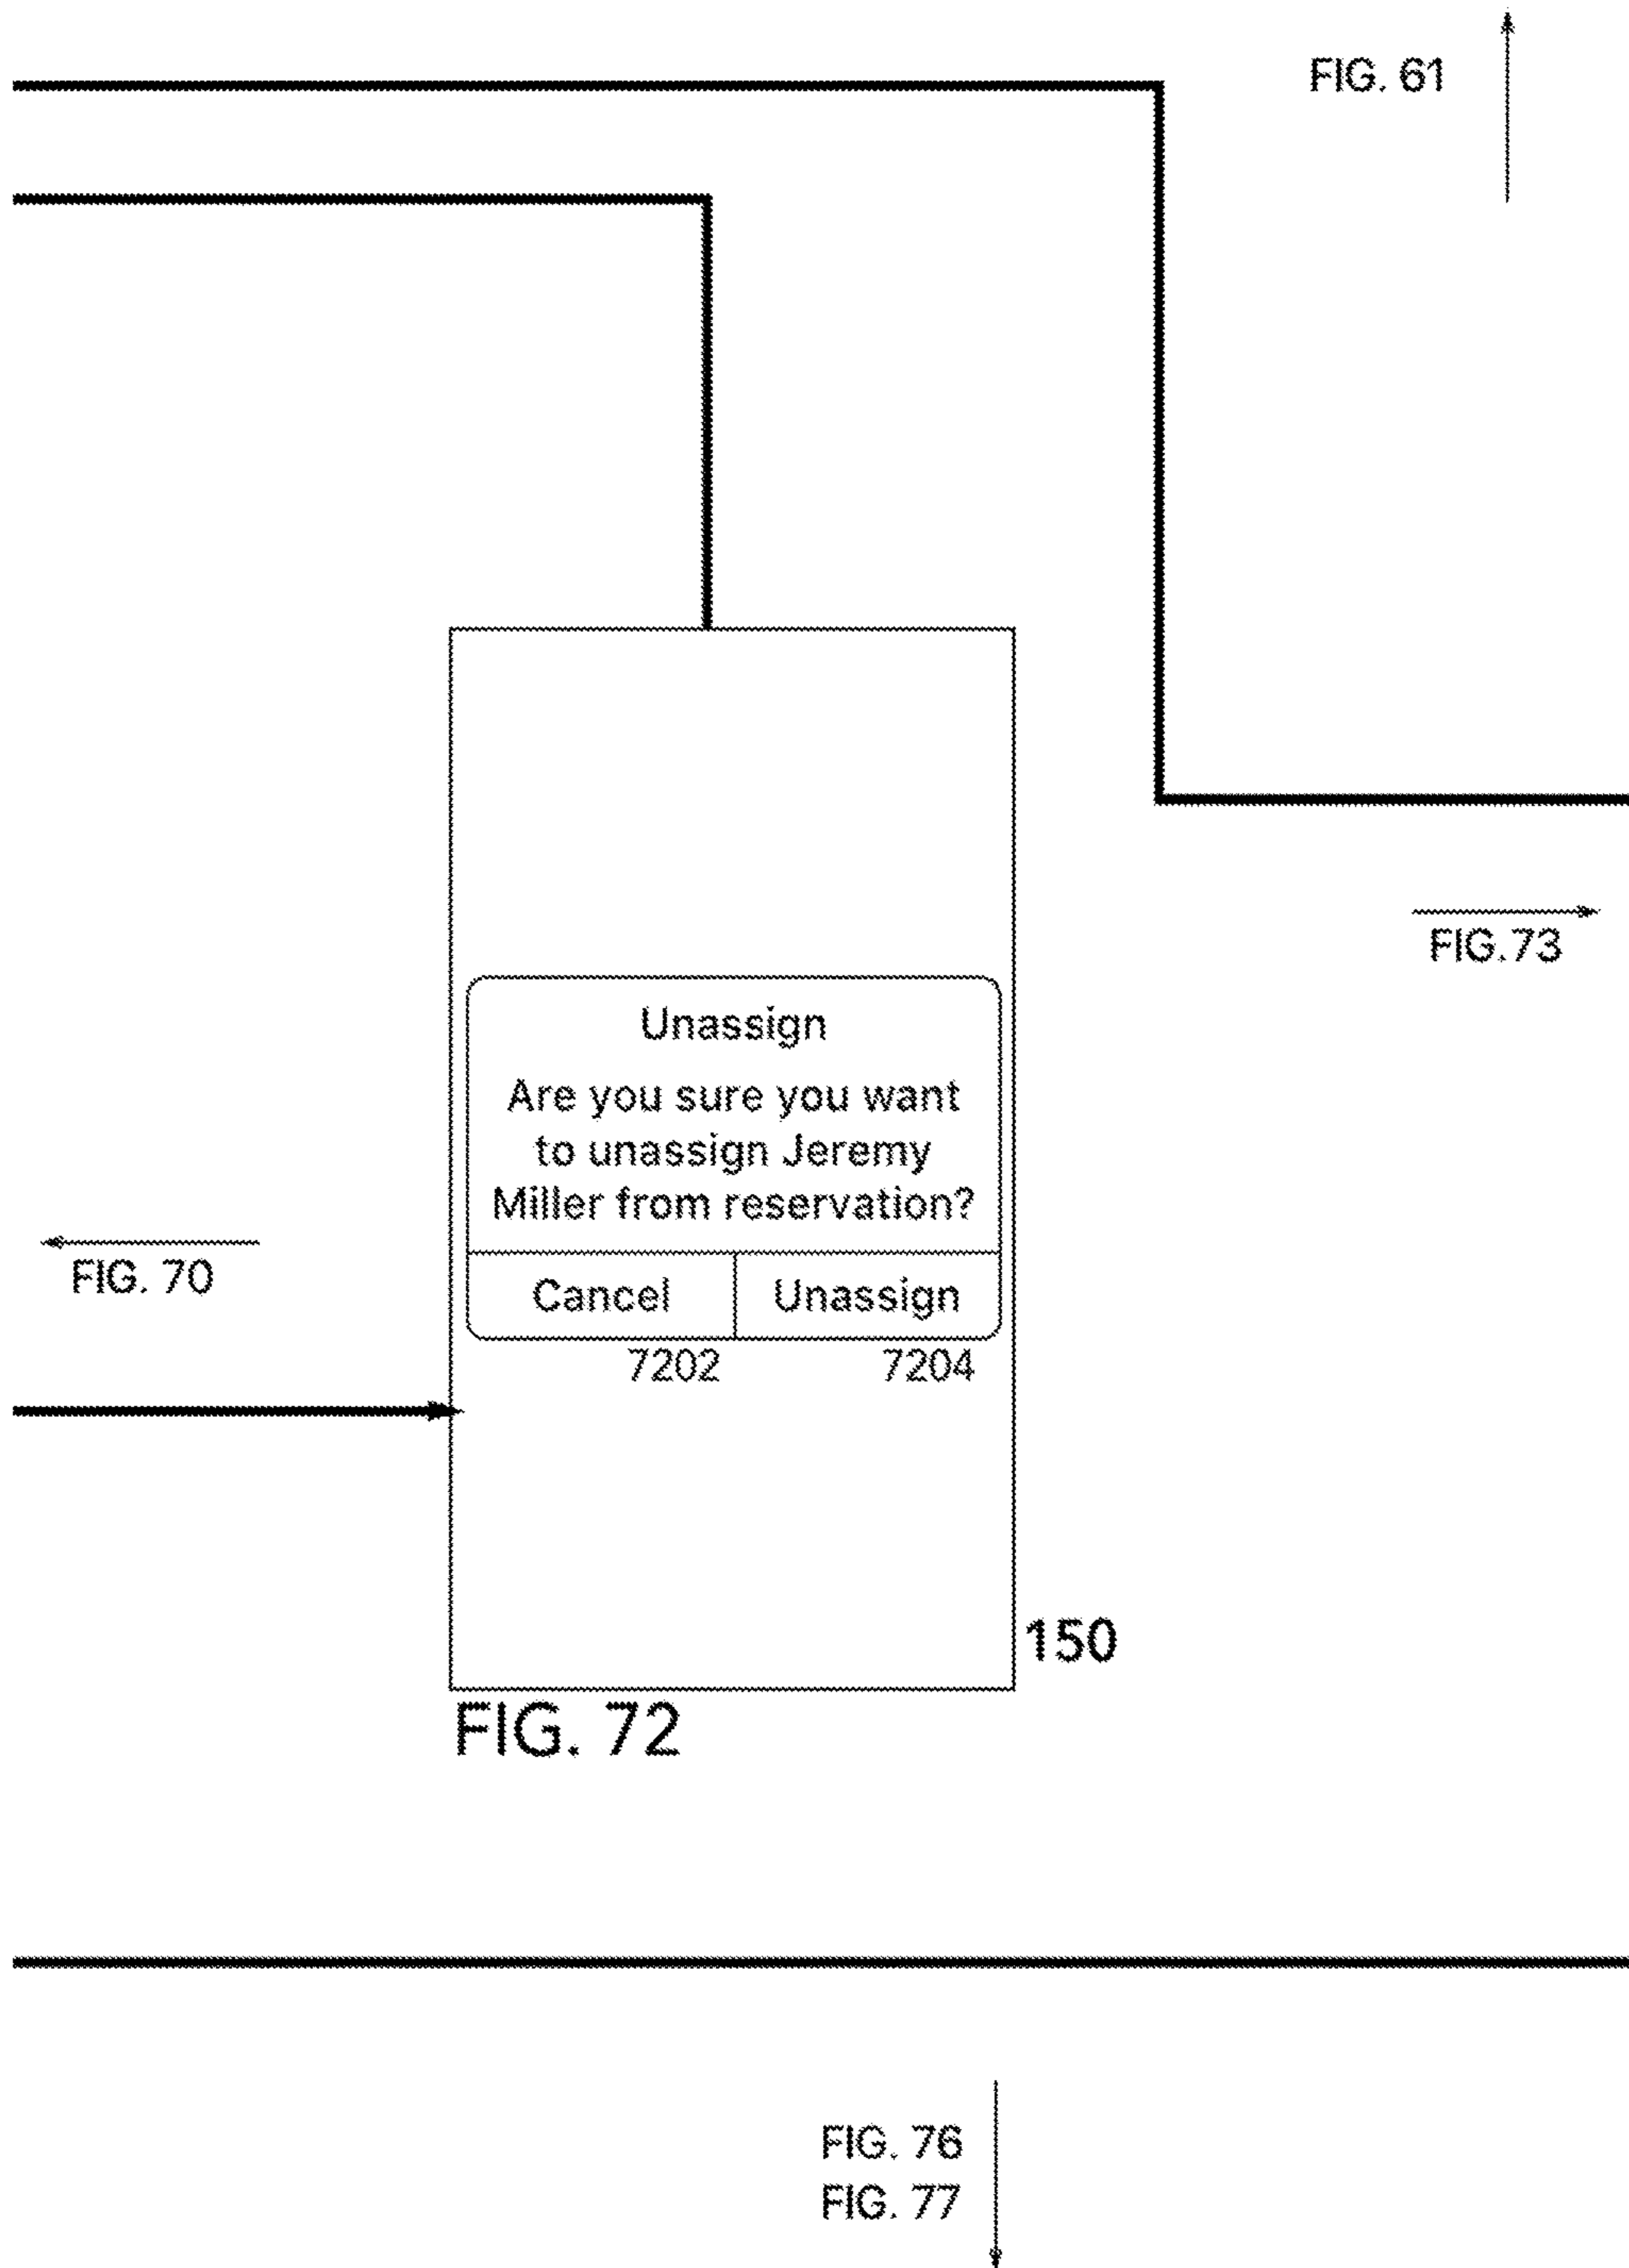 FIG. 61
FIG.73
Unassign
Are you sure you want
to unassign Jeremy
Miller from reservation?
Cancel
Unassign
7202
7204
FIG. 70
150
FIG. 72
FIG. 76
FIG. 77